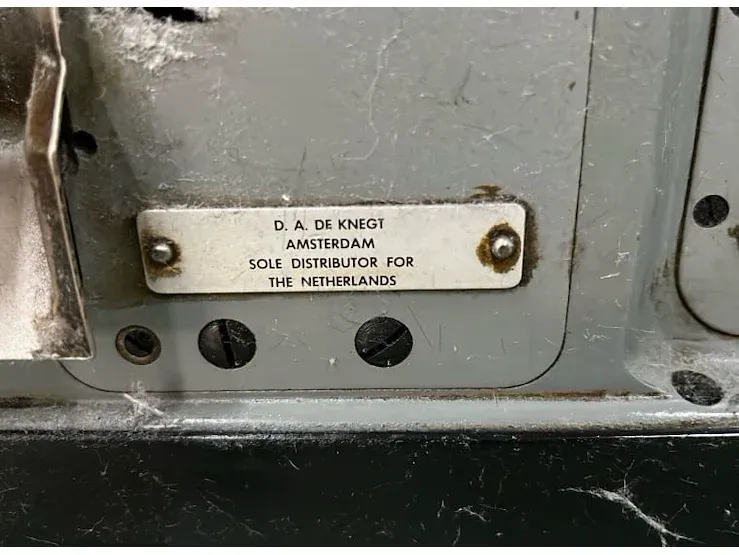 D. A. DE KNEGT
AMSTERDAM
SOLE DISTRIBUTOR FOR
THE NETHERLANDS